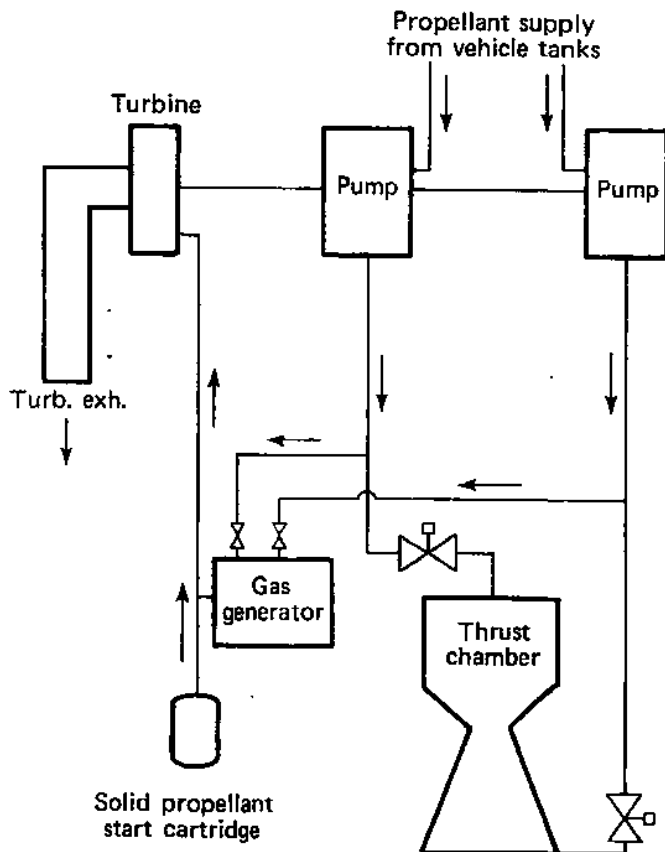 Propellant supply
from vehicle tanks
Turbine
Pump
Pump
Turb. exh.
Gas
generator
Thrust
chamber
Solid propellant
start cartridge